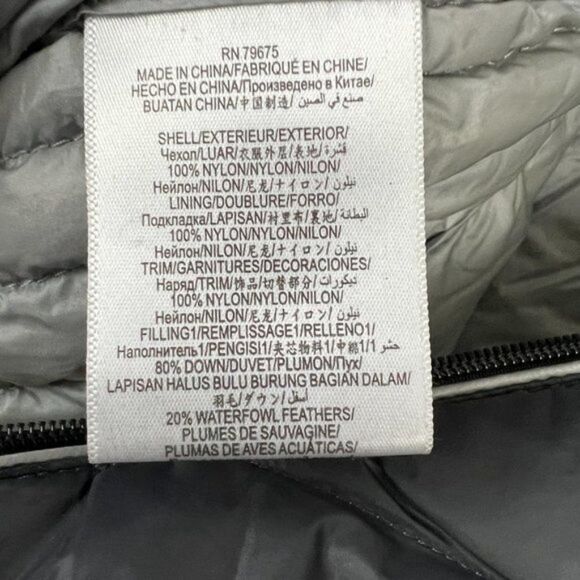 RN 79675
MADE IN CHINA/FABRIQUÉ EN CHINE/
HECHO EN CHINA/Произведено в Китае/
BUATAN CHINA/中国制造/ صنع في الصين/
SHELL/EXTERIEUR/EXTERIOR/
Чехол/LUAR/衣服外层/表地/ قشرة/
100% NYLON/NYLON/NILON/
Нейлон/NILON/尼龙/ナイロン/ نيلون/
LINING/DOUBLURE/FORRO/
Подкладка/LAPISAN/衬里布/裏地/ البطانة/
100% NYLON/NYLON/NILON/
Нейлон/NILON/尼龙/ナイロン/ نيلون/
TRIM/GARNITURES/DECORACIONES/
Наряд/TRIM/饰品/切替部分/ تيكورات/
100% NYLON/NYLON/NILON/
Нейлон/NILON/尼龙/ナイロン/ نيلون/
FILLING1/REMPLISSAGE1/RELLENO1/
Наполнитель1/PENGISI1/夹芯物料1/中綿1/1 حشو/
80% DOWN/DUVET/PLUMON/Пух/
LAPISAN HALUS BULU BURUNG BAGIAN DALAM/
羽毛/ダウン/ أسفل/
20% WATERFOWL FEATHERS/
PLUMES DE SAUVAGINE/
PLUMAS DE AVES ACUÁTICAS/